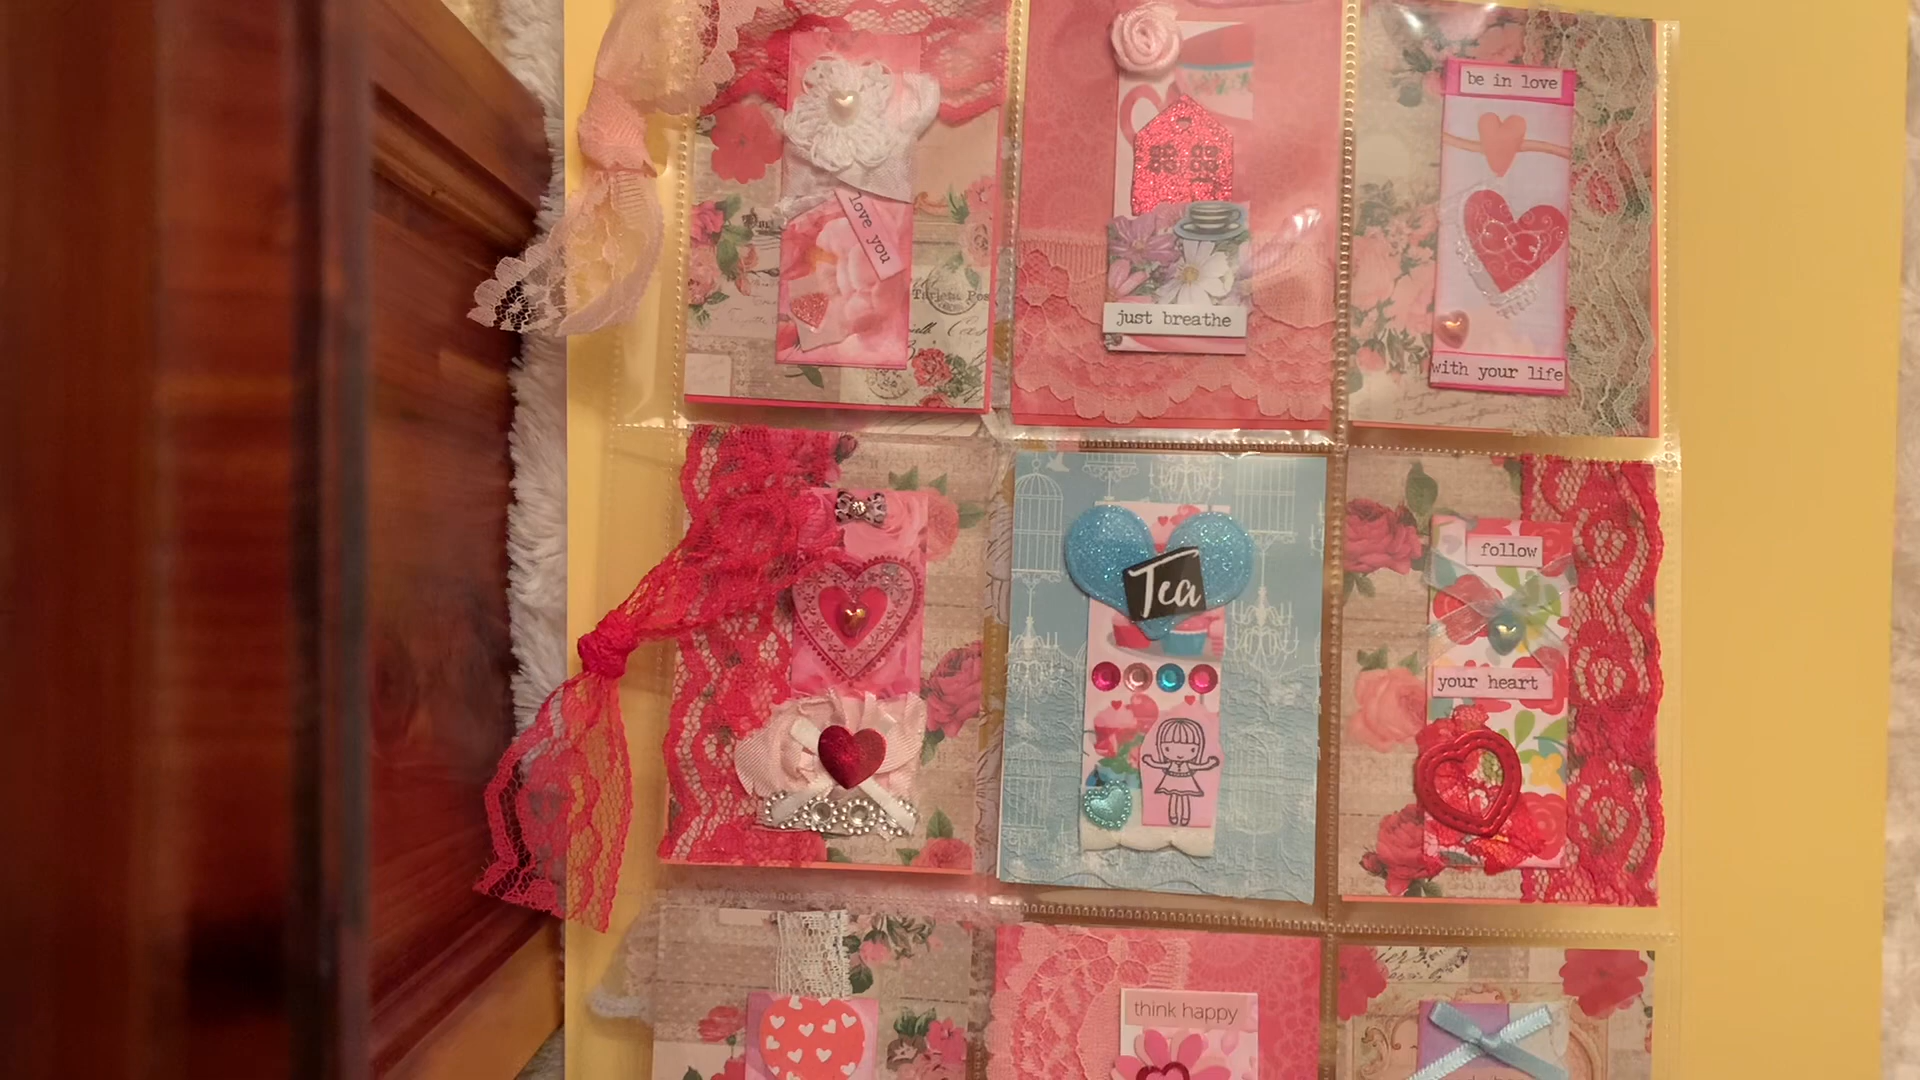 love you
just breathe
be in love
with your life
Tea
follow
your heart
think happy